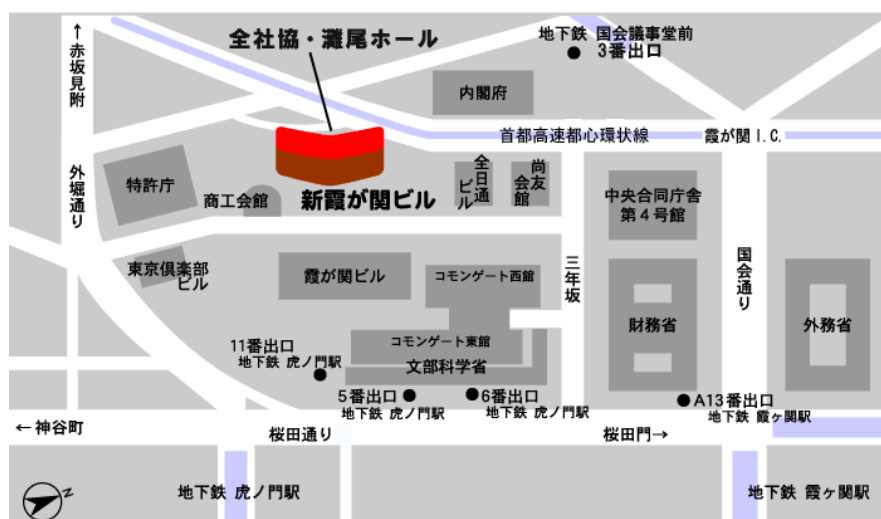 ↑赤坂見附
全社協・灘尾ホール
地下鉄 国会議事堂前
3番出口
内閣府
首都高速都心環状線
霞が関 I.C.
外堀通り
特許庁
商工会館
新霞が関ビル
全日通
ビル
尚友
会館
中央合同庁舎
第4号館
東京倶楽部
ビル
霞が関ビル
コモンゲート西館
三年坂
国会通り
財務省
外務省
コモンゲート東館
文部科学省
11番出口
地下鉄 虎ノ門駅
5番出口
地下鉄 虎ノ門駅
6番出口
地下鉄 虎ノ門駅
A13番出口
地下鉄 霞ヶ関駅
←神谷町
桜田通り
桜田門→
N
地下鉄 虎ノ門駅
地下鉄 霞ヶ関駅